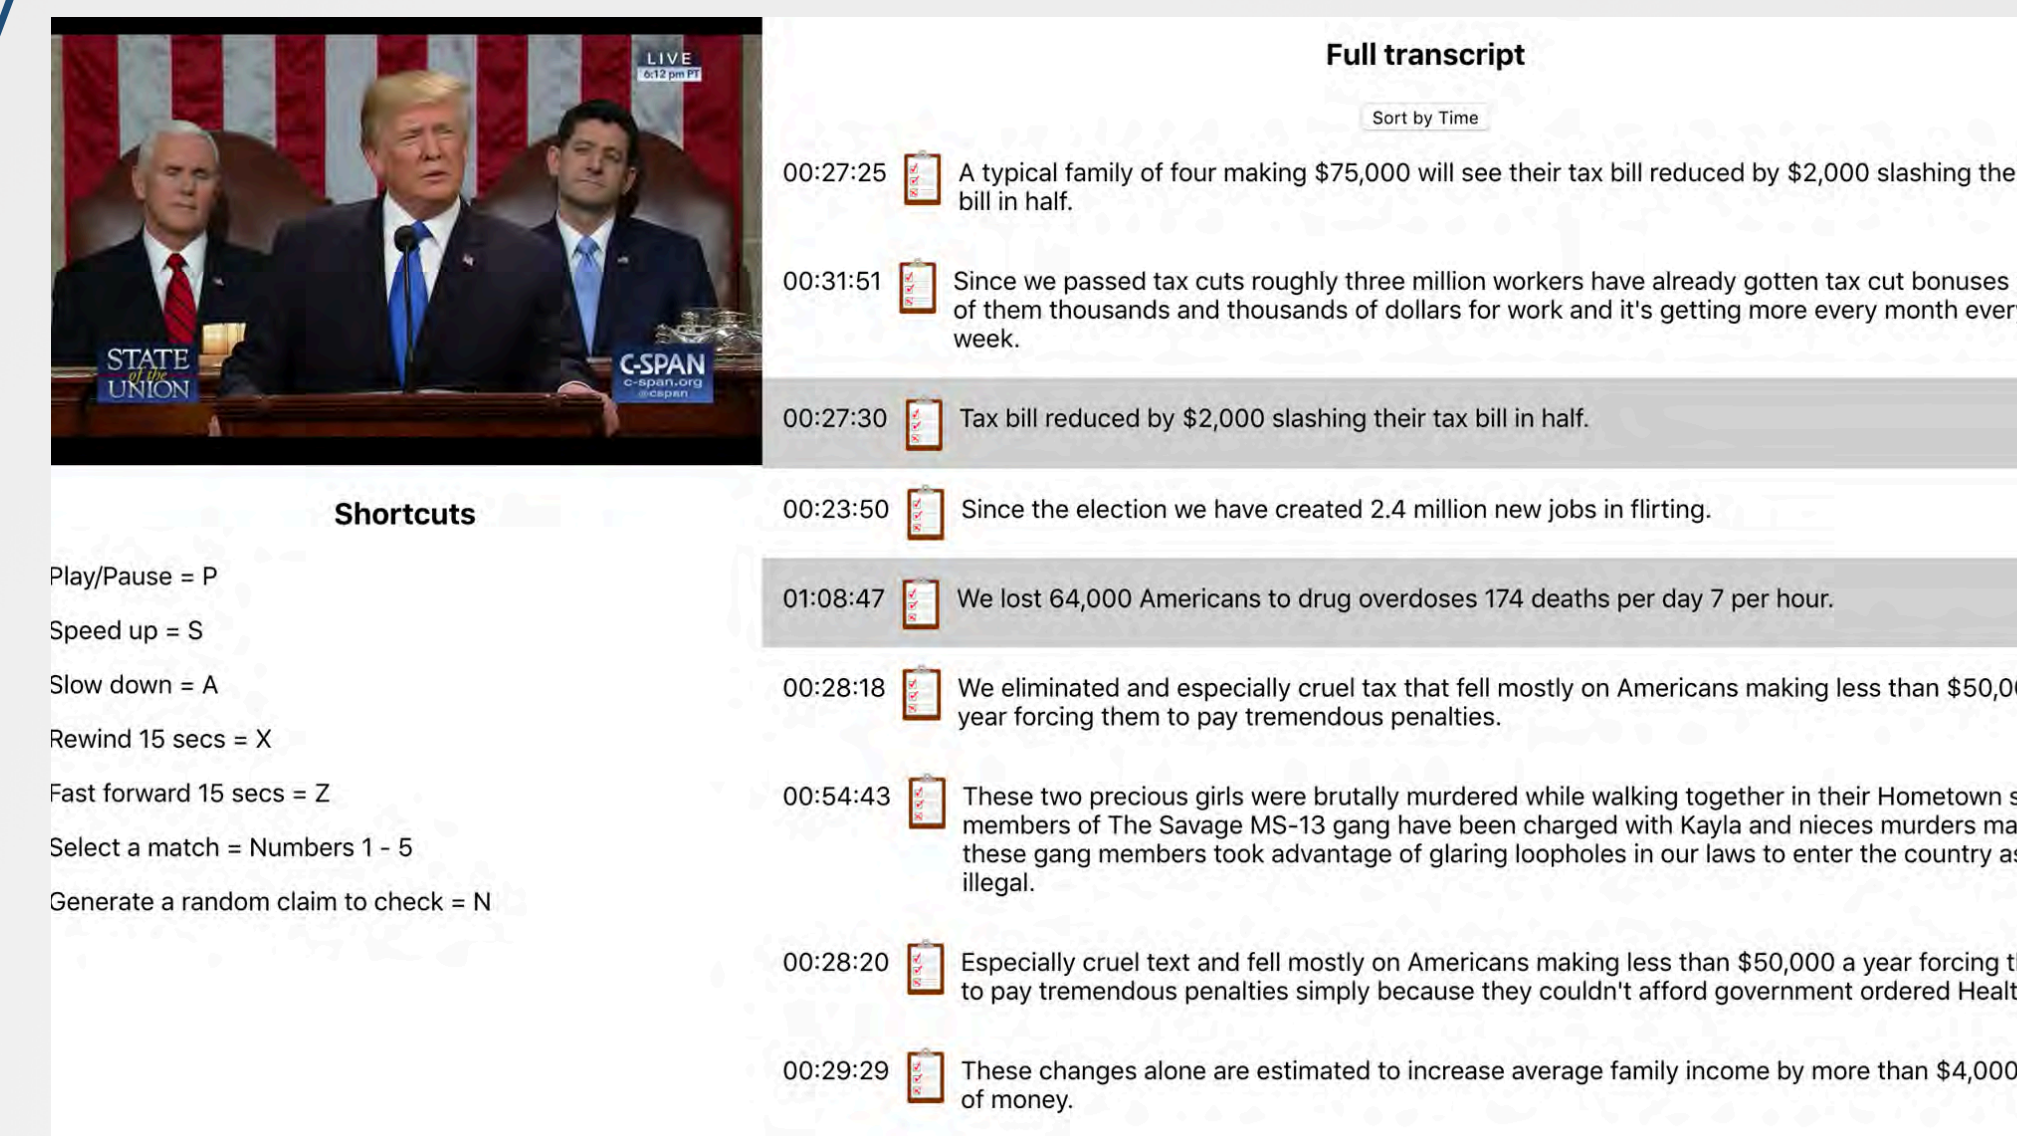 LIVE
6:12 pm PT
STATE
of the
UNION
C-SPAN
c-span.org
@cspan
Shortcuts
Play/Pause = P
Speed up = S
Slow down = A
Rewind 15 secs = X
Fast forward 15 secs = Z
Select a match = Numbers 1 - 5
Generate a random claim to check = N
Full transcript
Sort by Time
00:27:25 A typical family of four making $75,000 will see their tax bill reduced by $2,000 slashing the
bill in half.
00:31:51 Since we passed tax cuts roughly three million workers have already gotten tax cut bonuses
of them thousands and thousands of dollars for work and it's getting more every month ever
week.
00:27:30 Tax bill reduced by $2,000 slashing their tax bill in half.
00:23:50 Since the election we have created 2.4 million new jobs in flirting.
01:08:47 We lost 64,000 Americans to drug overdoses 174 deaths per day 7 per hour.
00:28:18 We eliminated and especially cruel tax that fell mostly on Americans making less than $50,00
year forcing them to pay tremendous penalties.
00:54:43 These two precious girls were brutally murdered while walking together in their Hometown s
members of The Savage MS-13 gang have been charged with Kayla and nieces murders ma
these gang members took advantage of glaring loopholes in our laws to enter the country as
illegal.
00:28:20 Especially cruel text and fell mostly on Americans making less than $50,000 a year forcing t
to pay tremendous penalties simply because they couldn't afford government ordered Healt
00:29:29 These changes alone are estimated to increase average family income by more than $4,000
of money.